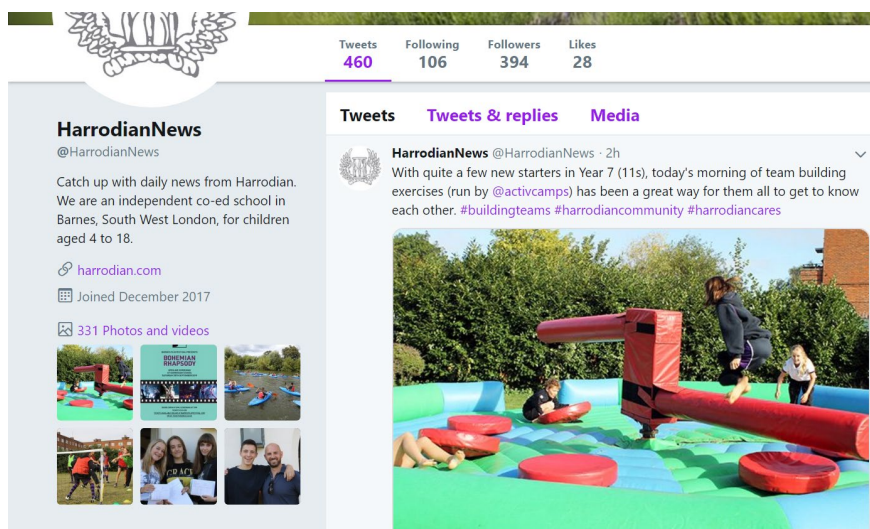 Tweets Following Followers Likes
460 106 394 28
Tweets Tweets & replies Media
HarrodianNews
@HarrodianNews
Catch up with daily news from Harrodian.
We are an independent co-ed school in
Barnes, South West London, for children
aged 4 to 18.
harrodian.com
Joined December 2017
331 Photos and videos
BOHEMIAN
RHAPSODY
HarrodianNews @HarrodianNews · 2h
With quite a few new starters in Year 7 (11s), today's morning of team building
exercises (run by @activcamps) has been a great way for them all to get to know
each other. #buildingteams #harrodiancommunity #harrodiancares